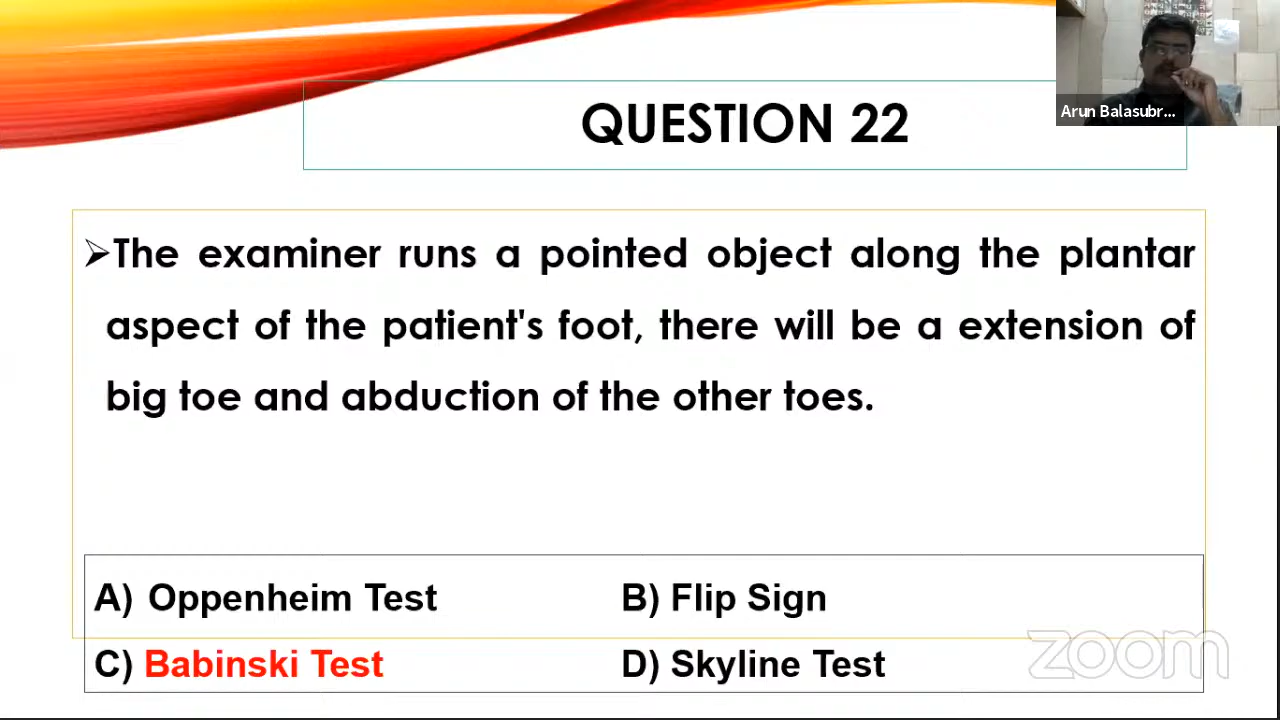 QUESTION 22
Arun Balasubr...
➢The examiner runs a pointed object along the plantar
aspect of the patient's foot, there will be a extension of
big toe and abduction of the other toes.
A) Oppenheim Test B) Flip Sign
C) Babinski Test D) Skyline Test
zoom